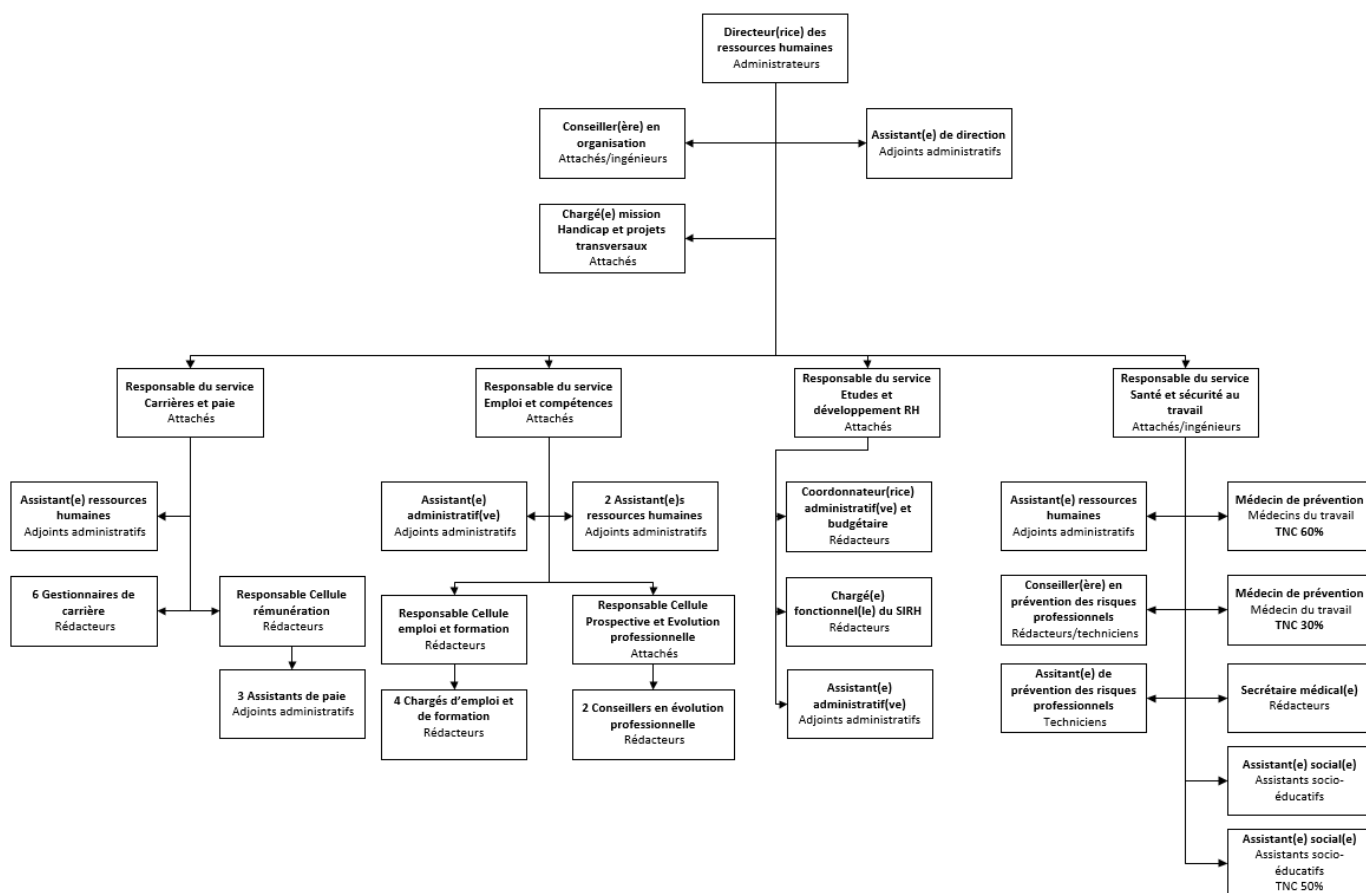 Directeur(rice) des
ressources humaines
Administrateurs
Conseiller(ère) en
organisation
Attachés/ingénieurs
Assistant(e) de direction
Adjoints administratifs
Chargé(e) mission
Handicap et projets
transversaux
Attachés
Responsable du service
Carrières et paie
Attachés
Responsable du service
Emploi et compétences
Attachés
Responsable du service
Etudes et
développement RH
Attachés
Responsable du service
Santé et sécurité au
travail
Attachés/ingénieurs
Assistant(e) ressources
humaines
Adjoints administratifs
Assistant(e)
administratif(ve)
Adjoints administratifs
2 Assistant(e)s
ressources humaines
Adjoints administratifs
Coordonnateur(rice)
administratif(ve) et
budgétaire
Rédacteurs
Assistant(e) ressources
humaines
Adjoints administratifs
Médecin de prévention
Médecins du travail
TNC 60%
6 Gestionnaires de
carrière
Rédacteurs
Responsable Cellule
rémunération
Rédacteurs
Responsable Cellule
emploi et formation
Rédacteurs
Responsable Cellule
Prospective et Evolution
professionnelle
Attachés
Chargé(e)
fonctionnel(le) du SIRH
Rédacteurs
Conseiller(ère) en
prévention des risques
professionnels
Rédacteurs/techniciens
Médecin de prévention
Médecin du travail
TNC 30%
3 Assistants de paie
Adjoints administratifs
4 Chargés d'emploi et
de formation
Rédacteurs
2 Conseillers en évolution
professionnelle
Rédacteurs
Assistant(e)
administratif(ve)
Adjoints administratifs
Assitant(e) de
prévention des risques
professionnels
Techniciens
Secrétaire médical(e)
Rédacteurs
Assistant(e) social(e)
Assistants socio-
éducatifs
Assistant(e) social(e)
Assistants socio-
éducatifs
TNC 50%